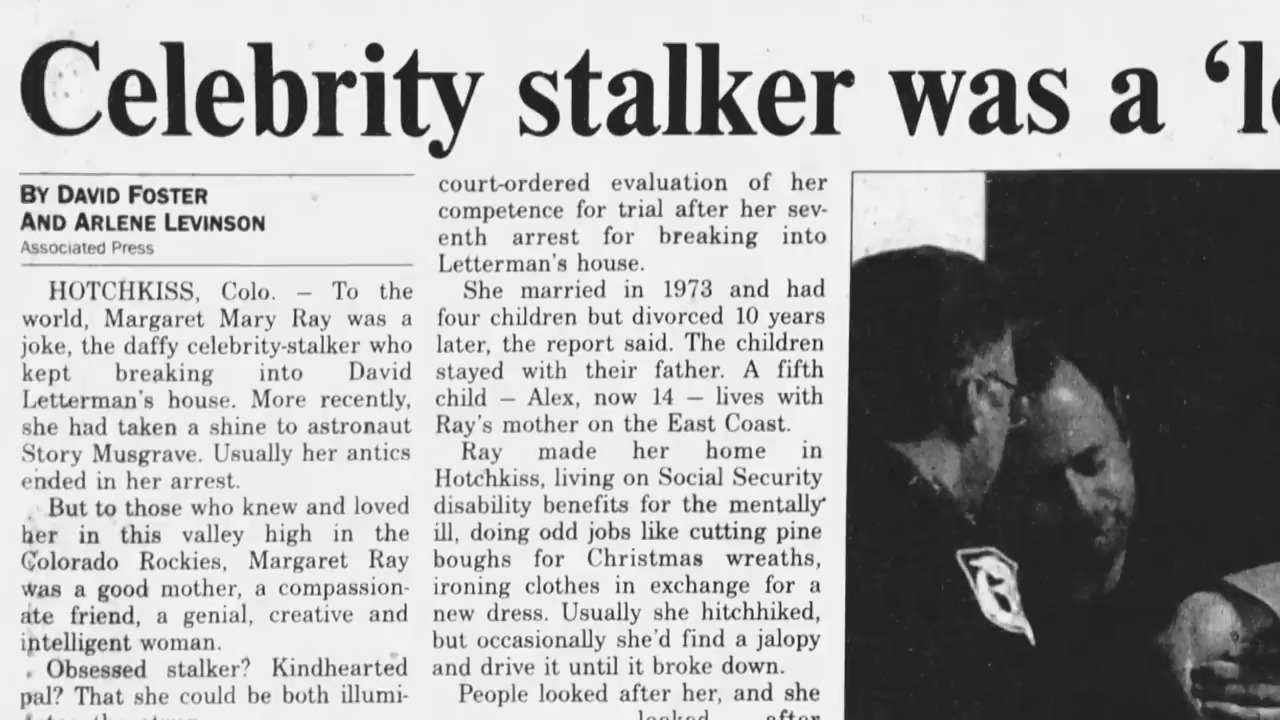 Celebrity stalker was a ‘l
BY DAVID FOSTER
AND ARLENE LEVINSON
Associated Press
HOTCHKISS, Colo. – To the
world, Margaret Mary Ray was a
joke, the daffy celebrity-stalker who
kept breaking into David
Letterman's house. More recently,
she had taken a shine to astronaut
Story Musgrave. Usually her antics
ended in her arrest.
But to those who knew and loved
her in this valley high in the
Colorado Rockies, Margaret Ray
was a good mother, a compassion-
ate friend, a genial, creative and
intelligent woman.
Obsessed stalker? Kindhearted
pal? That she could be both illumi-
court-ordered evaluation of her
competence for trial after her sev-
enth arrest for breaking into
Letterman's house.
She married in 1973 and had
four children but divorced 10 years
later, the report said. The children
stayed with their father. A fifth
child – Alex, now 14 – lives with
Ray's mother on the East Coast.
Ray made her home in
Hotchkiss, living on Social Security
disability benefits for the mentally
ill, doing odd jobs like cutting pine
boughs for Christmas wreaths,
ironing clothes in exchange for a
new dress. Usually she hitchhiked,
but occasionally she'd find a jalopy
and drive it until it broke down.
People looked after her, and she
looked after